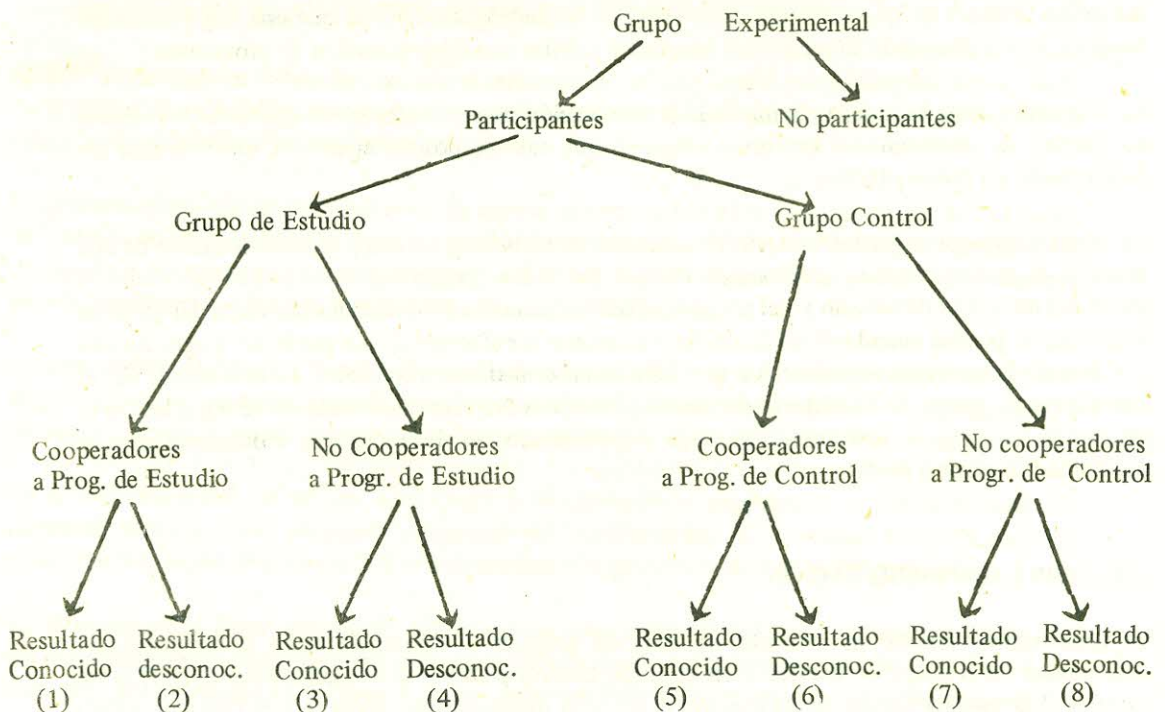 Grupo Experimental
Participantes No participantes
Grupo de Estudio Grupo Control
Cooperadores
a Prog. de Estudio
No Cooperadores
a Progr. de Estudio
Cooperadores
a Prog. de Control
No cooperadores
a Progr. de Control
Resultado
Conocido
(1)
Resultado
desconoc.
(2)
Resultado
Conocido
(3)
Resultado
Desconoc.
(4)
Resultado
Conocido
(5)
Resultado
Desconoc.
(6)
Resultado
Conocido
(7)
Resultado
Desconoc.
(8)